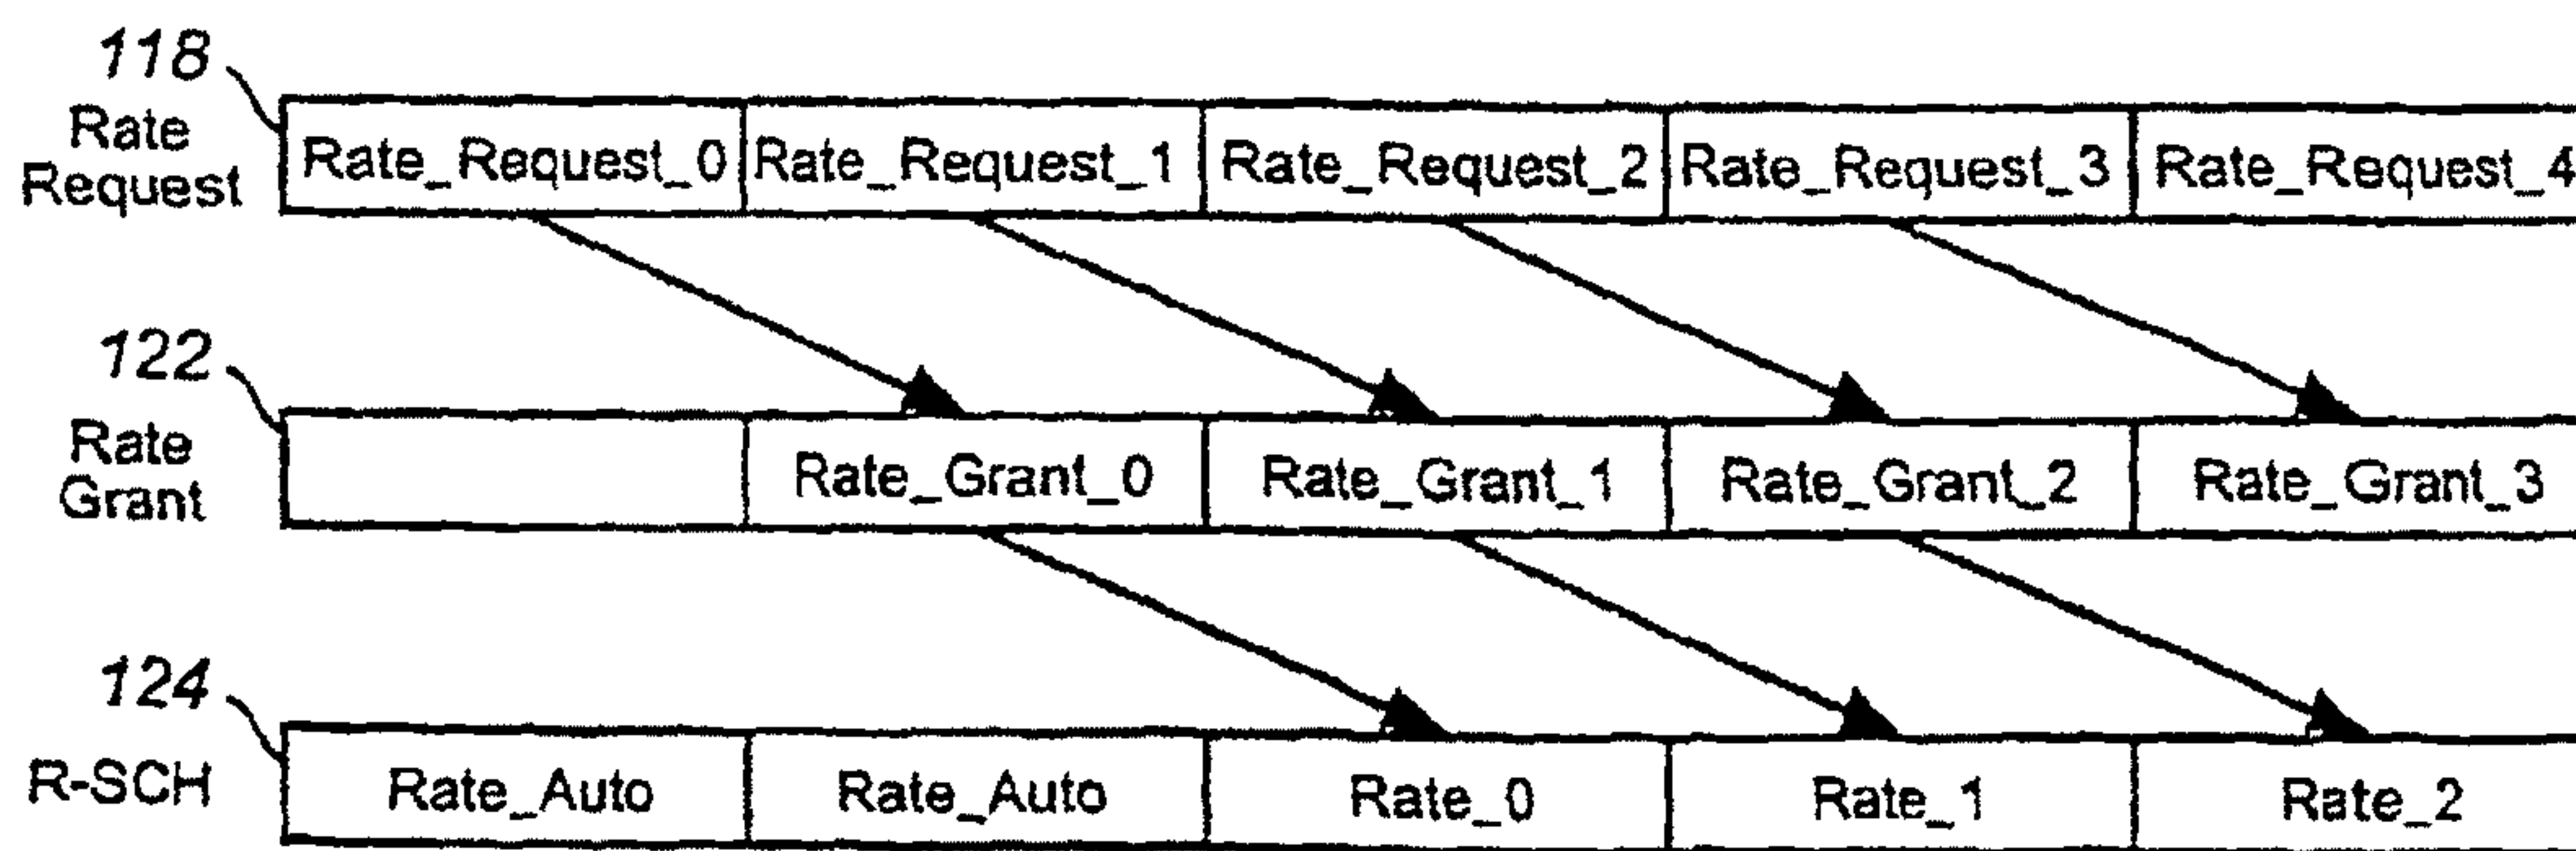 118
Rate
Request
Rate_Request_0 Rate_Request_1 Rate_Request_2 Rate_Request_3 Rate_Request_4
122
Rate
Grant
Rate_Grant_0 Rate_Grant_1 Rate_Grant_2 Rate_Grant_3
124
R-SCH
Rate_Auto Rate_Auto Rate_0 Rate_1 Rate_2